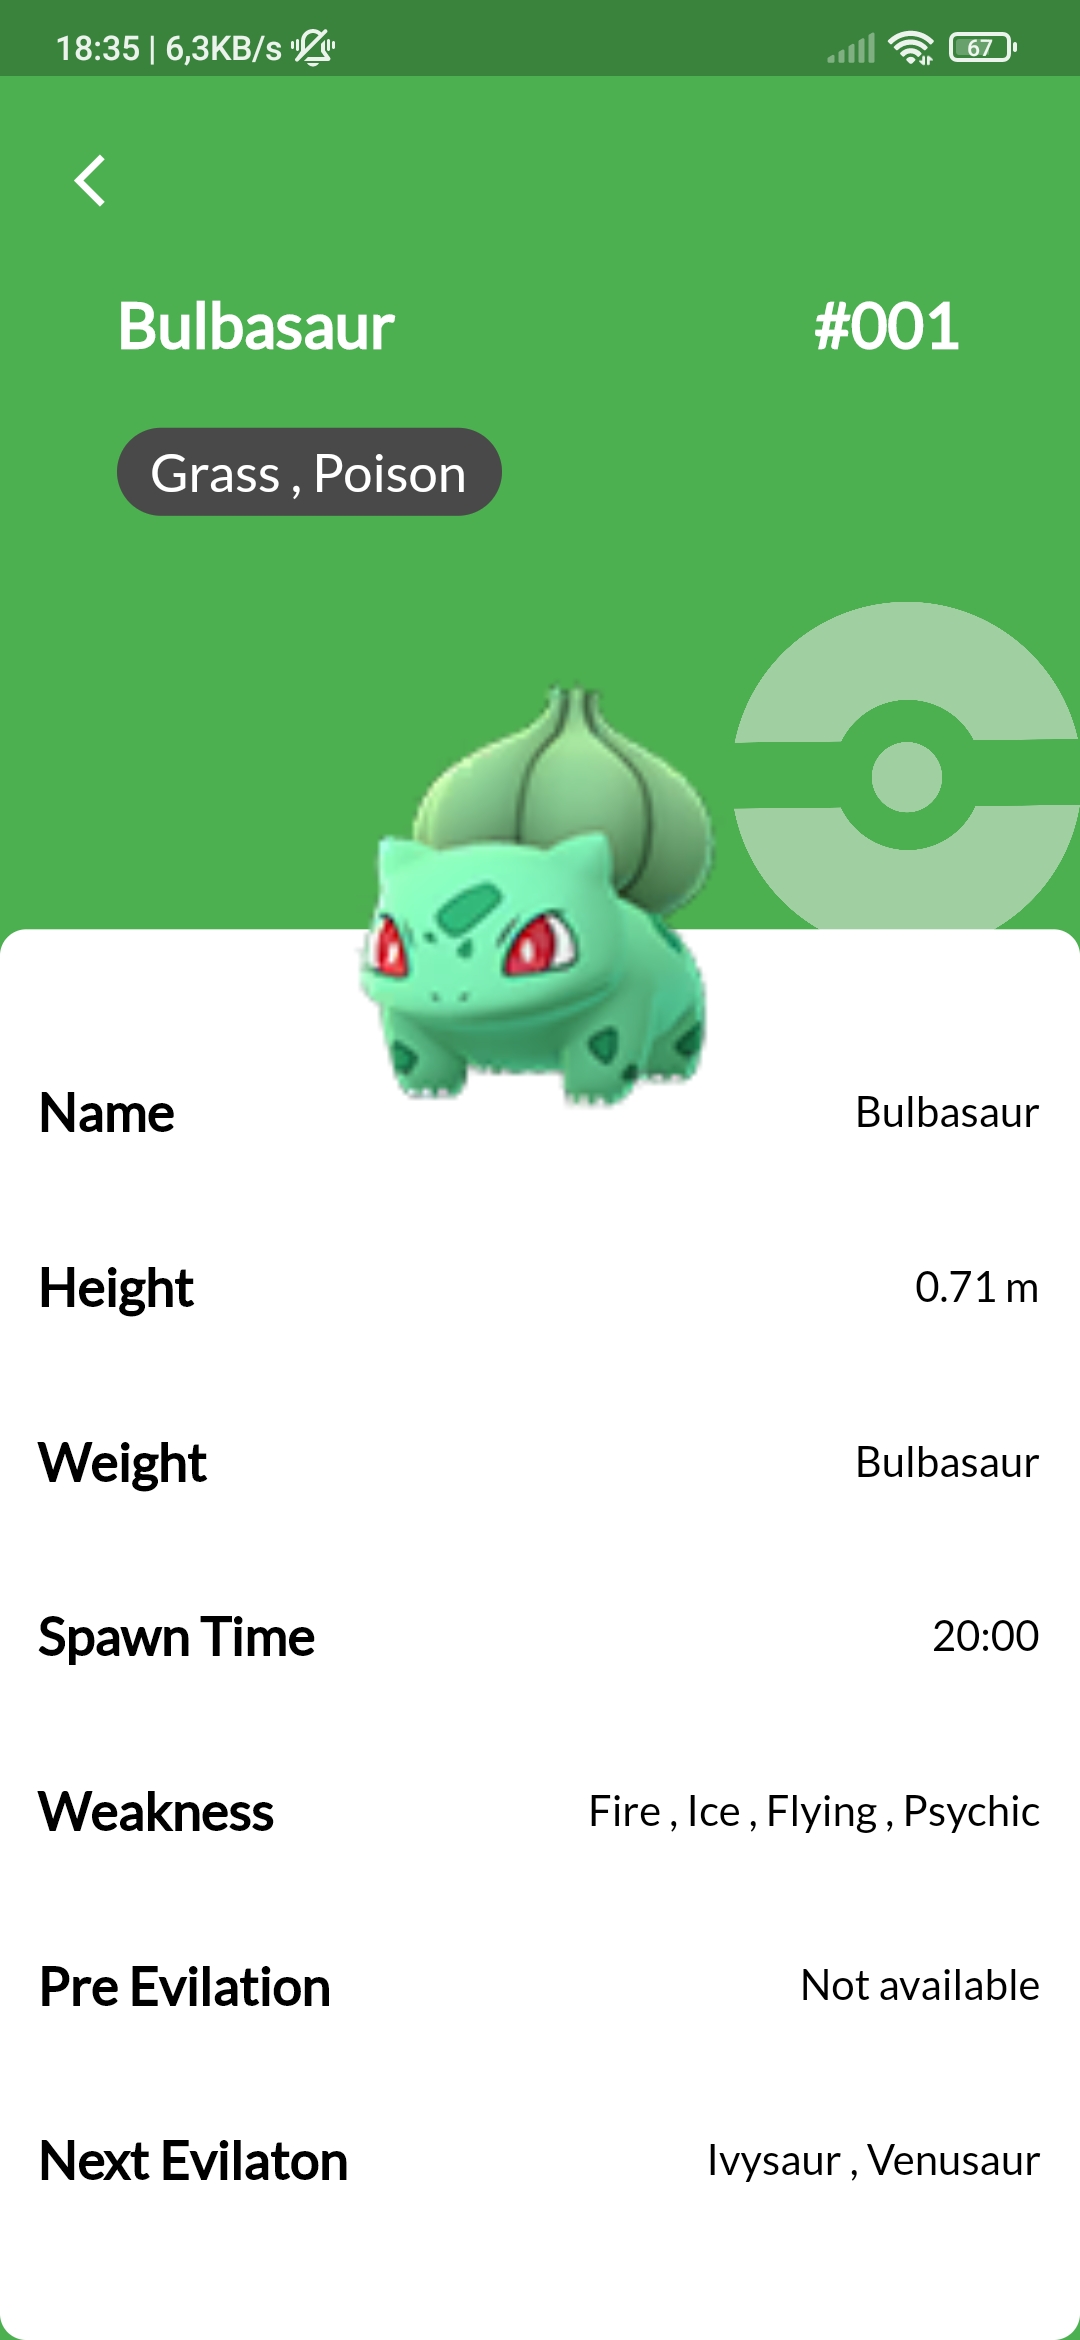 18:35 | 6,3KB/s 67
Bulbasaur #001
Grass , Poison
Name Bulbasaur
Height 0.71 m
Weight Bulbasaur
Spawn Time 20:00
Weakness Fire , Ice , Flying , Psychic
Pre Evilation Not available
Next Evilaton Ivysaur , Venusaur